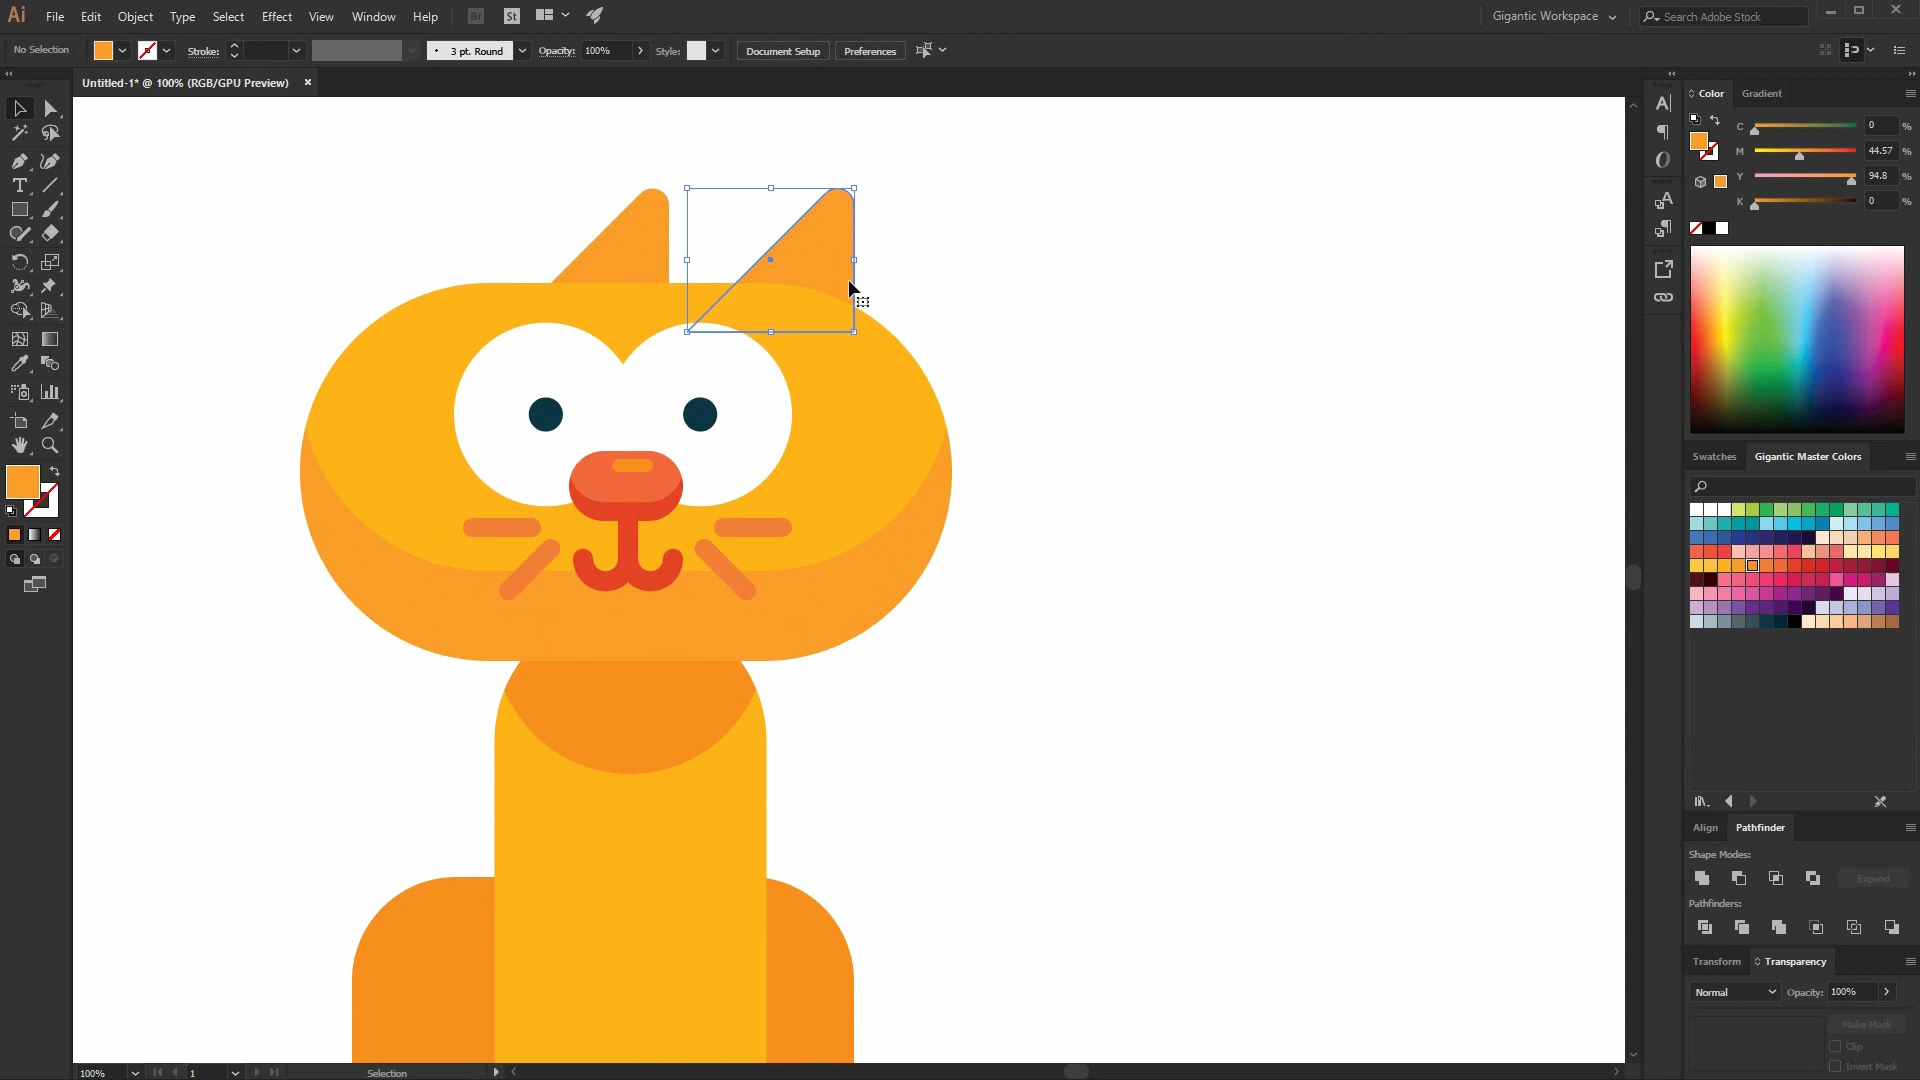 Ai File Edit Object Type Select Effect View Window Help Br St Gigantic Workspace Search Adobe Stock
No Selection Stroke: 3 pt. Round Opacity: 100% Style: Document Setup Preferences
Untitled-1* @ 100% (RGB/GPU Preview) ×
Color Gradient
C 0 %
M 44.57 %
Y 94.8 %
K 0 %
Swatches Gigantic Master Colors
Align Pathfinder
Shape Modes:
Expand
Pathfinders:
Transform Transparency
Normal Opacity: 100%
Make Mask
Clip
Invert Mask
100% 1 Selection